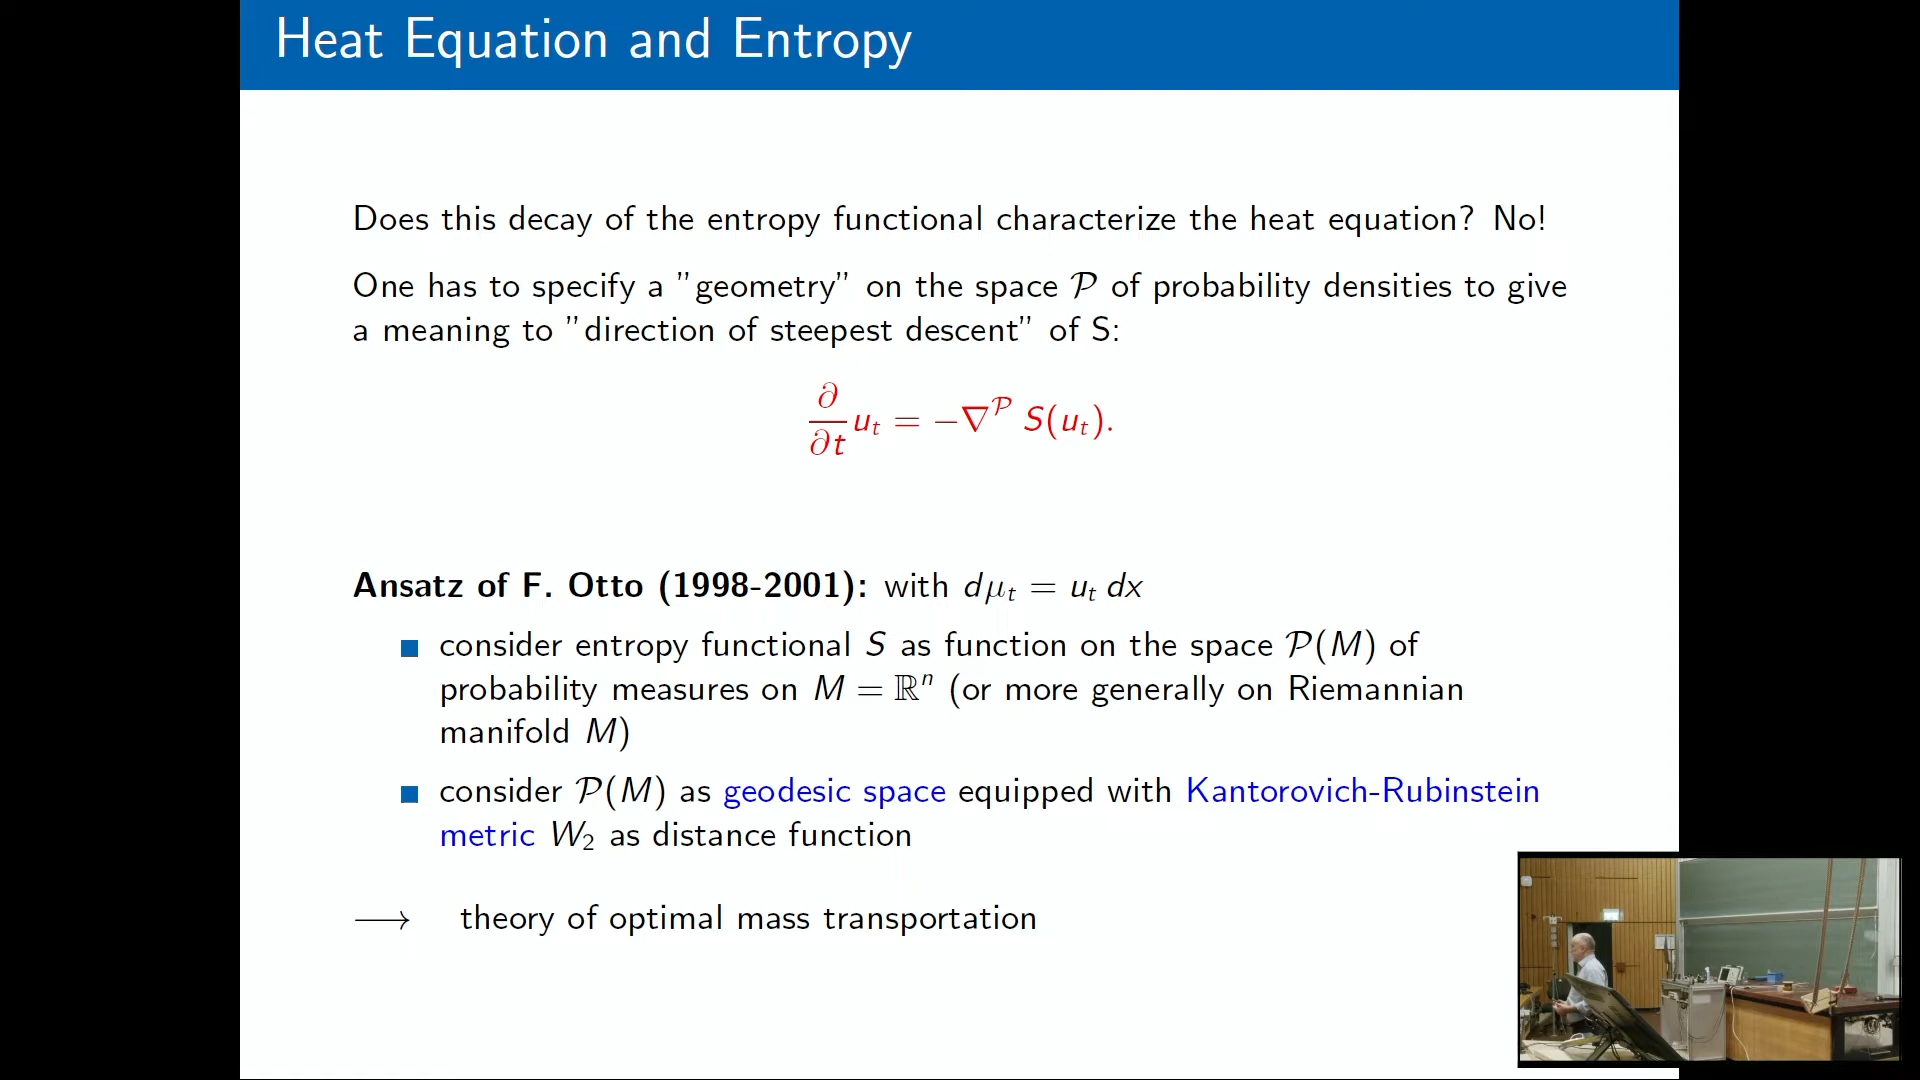 Heat Equation and Entropy
Does this decay of the entropy functional characterize the heat equation? No!
One has to specify a ”geometry” on the space 𝒫 of probability densities to give
a meaning to ”direction of steepest descent” of S:
∂/∂t u_t = −∇^𝒫 S(u_t).
Ansatz of F. Otto (1998-2001): with dμ_t = u_t dx
consider entropy functional S as function on the space 𝒫(M) of
probability measures on M = ℝ^n (or more generally on Riemannian
manifold M)
consider 𝒫(M) as geodesic space equipped with Kantorovich-Rubinstein
metric W_2 as distance function
⟶ theory of optimal mass transportation